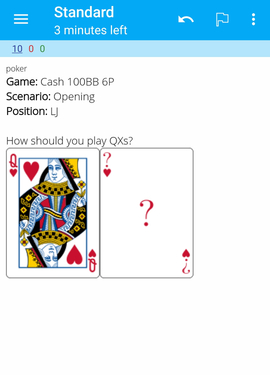 Standard
3 minutes left
10 0 0
poker
Game: Cash 100BB 6P
Scenario: Opening
Position: LJ
How should you play QXs?
Q ?
?
Q ?